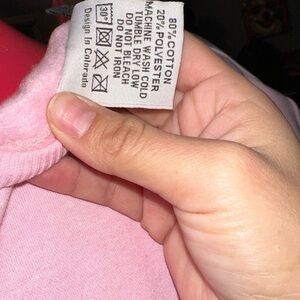 80% COTTON
20% POLYESTER
MACHINE WASH COLD
TUMBLE DRY LOW
DO NOT BLEACH
DO NOT IRON
30°
Design In Colorado